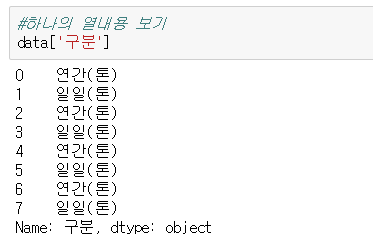 #하나의 열내용 보기
data['구분']
0 연간(톤)
1 일일(톤)
2 연간(톤)
3 일일(톤)
4 연간(톤)
5 일일(톤)
6 연간(톤)
7 일일(톤)
Name: 구분, dtype: object